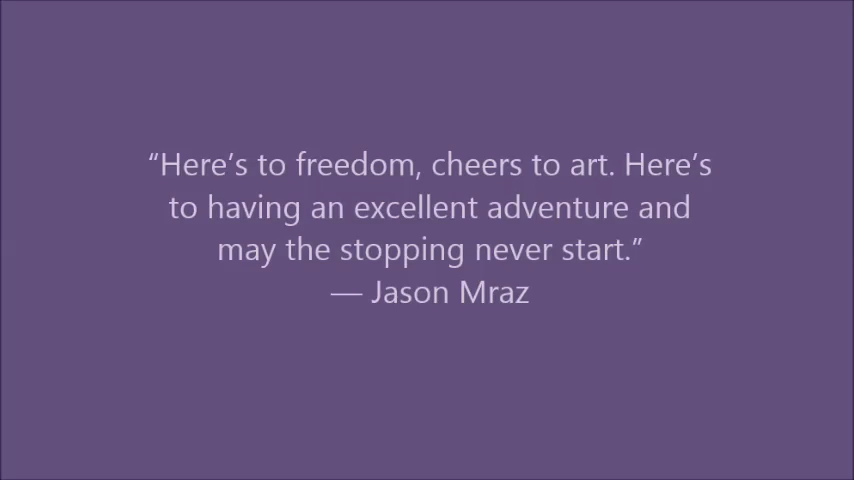 “Here’s to freedom, cheers to art. Here’s
to having an excellent adventure and
may the stopping never start.”
— Jason Mraz